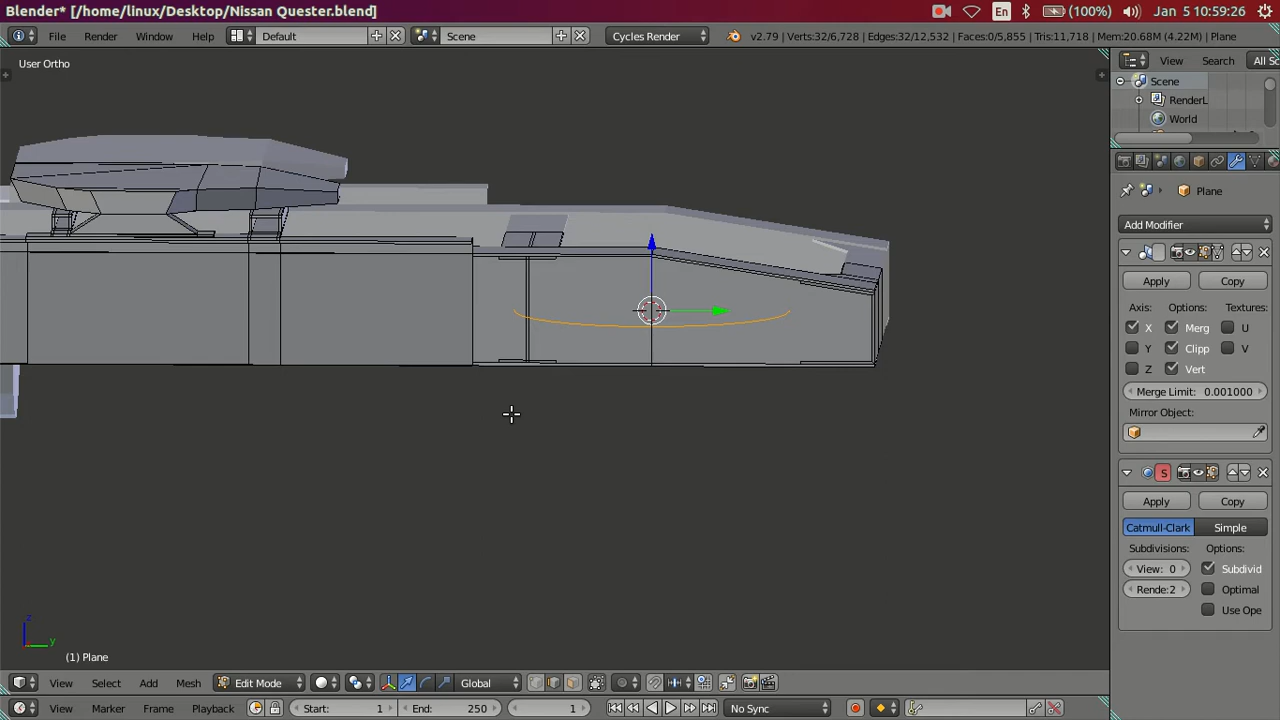 Blender* [/home/linux/Desktop/Nissan Quester.blend]
En
(100%)
Jan 5 10:59:26
File Render Window Help
Default
Scene
Cycles Render
v2.79 | Verts:32/6,728 | Edges:32/12,532 | Faces:0/5,855 | Tris:11,718 | Mem:20.68M (4.22M) | Plane
User Ortho
View Search All Sc
Scene
RenderL
World
Plane
Add Modifier
Apply Copy
Axis: Options: Textures:
X Merg U
Y Clipp V
Z Vert
Merge Limit: 0.001000
Mirror Object:
S
Apply Copy
Catmull-Clark Simple
Subdivisions: Options:
View: 0 Subdivid
Rende:2 Optimal
Use Ope
z
y
(1) Plane
View Select Add Mesh Edit Mode Global
View Marker Frame Playback Start: 1 End: 250 1 No Sync